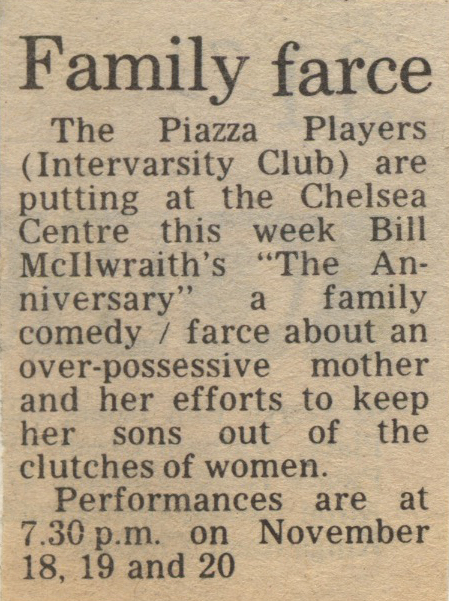 Family farce
The Piazza Players
(Intervarsity Club) are
putting at the Chelsea
Centre this week Bill
McIlwraith's "The An-
niversary" a family
comedy / farce about an
over-possessive mother
and her efforts to keep
her sons out of the
clutches of women.
Performances are at
7.30 p.m. on November
18, 19 and 20